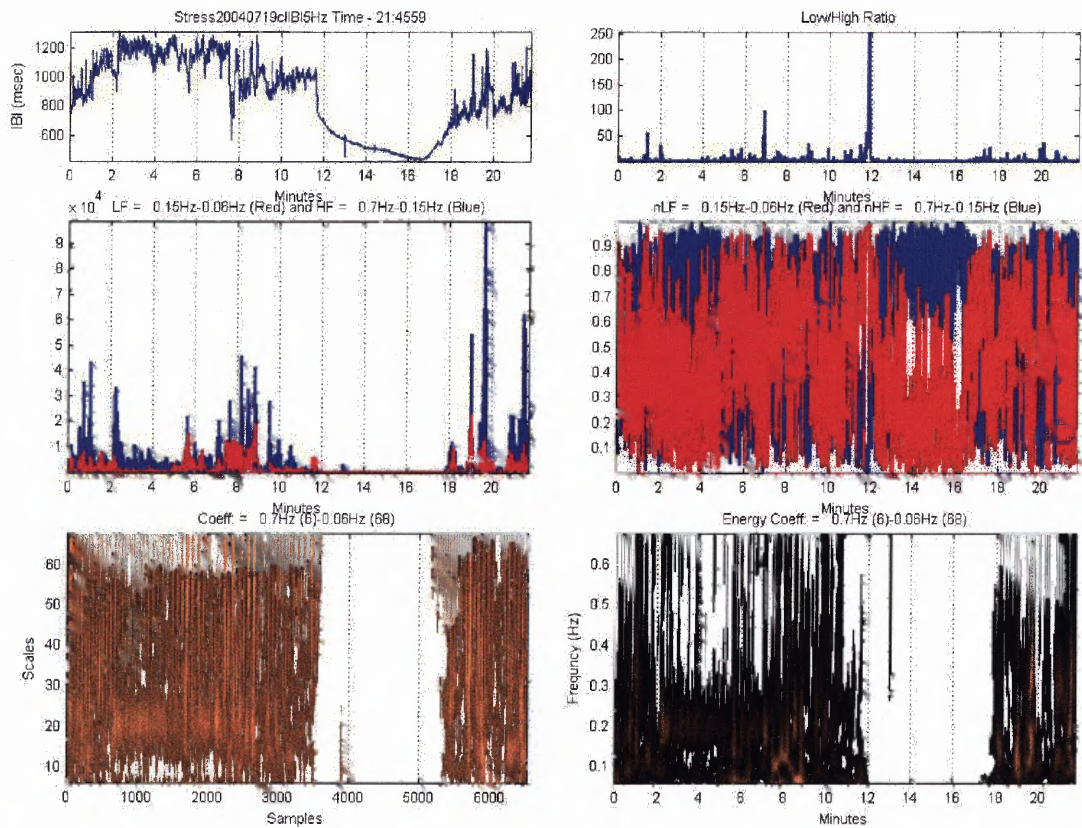 Stress20040719cIIBI5Hz Time - 21:4559
IBI (msec)
1200
1000
800
600
0 2 4 6 8 10 12 14 16 18 20
Minutes
Low/High Ratio
250
200
150
100
50
0 2 4 6 8 10 12 14 16 18 20
Minutes
× 10^4 LF = 0.15Hz-0.06Hz (Red) and HF = 0.7Hz-0.15Hz (Blue)
9
8
7
6
5
4
3
2
1
0 2 4 6 8 10 12 14 16 18 20
Minutes
nLF = 0.15Hz-0.06Hz (Red) and nHF = 0.7Hz-0.15Hz (Blue)
0.9
0.8
0.7
0.6
0.5
0.4
0.3
0.2
0.1
0 2 4 6 8 10 12 14 16 18 20
Minutes
Coeff: = 0.7Hz (6)-0.06Hz (68)
Scales
60
50
40
30
20
10
0 1000 2000 3000 4000 5000 6000
Samples
Energy Coeff: = 0.7Hz (6)-0.06Hz (68)
Frequncy (Hz)
0.6
0.5
0.4
0.3
0.2
0.1
0 2 4 6 8 10 12 14 16 18 20
Minutes